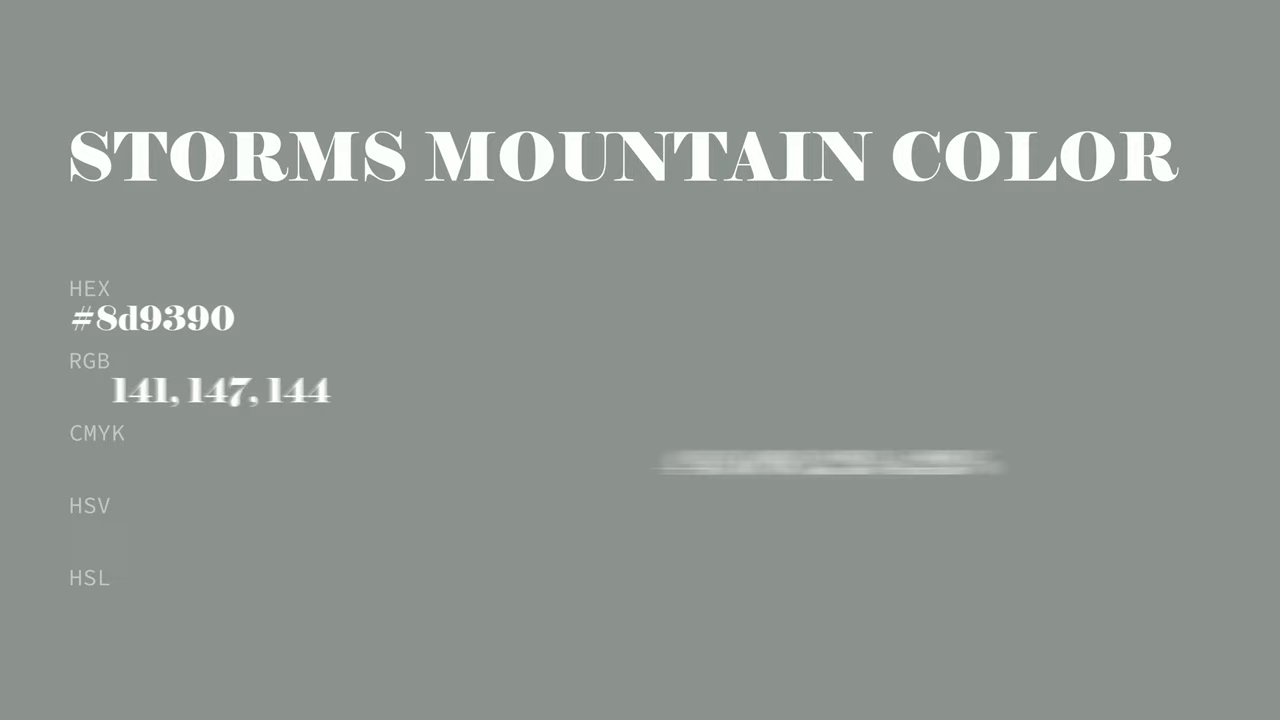 STORMS MOUNTAIN COLOR
HEX
#8d9390
RGB
141, 147, 144
CMYK
HSV
HSL